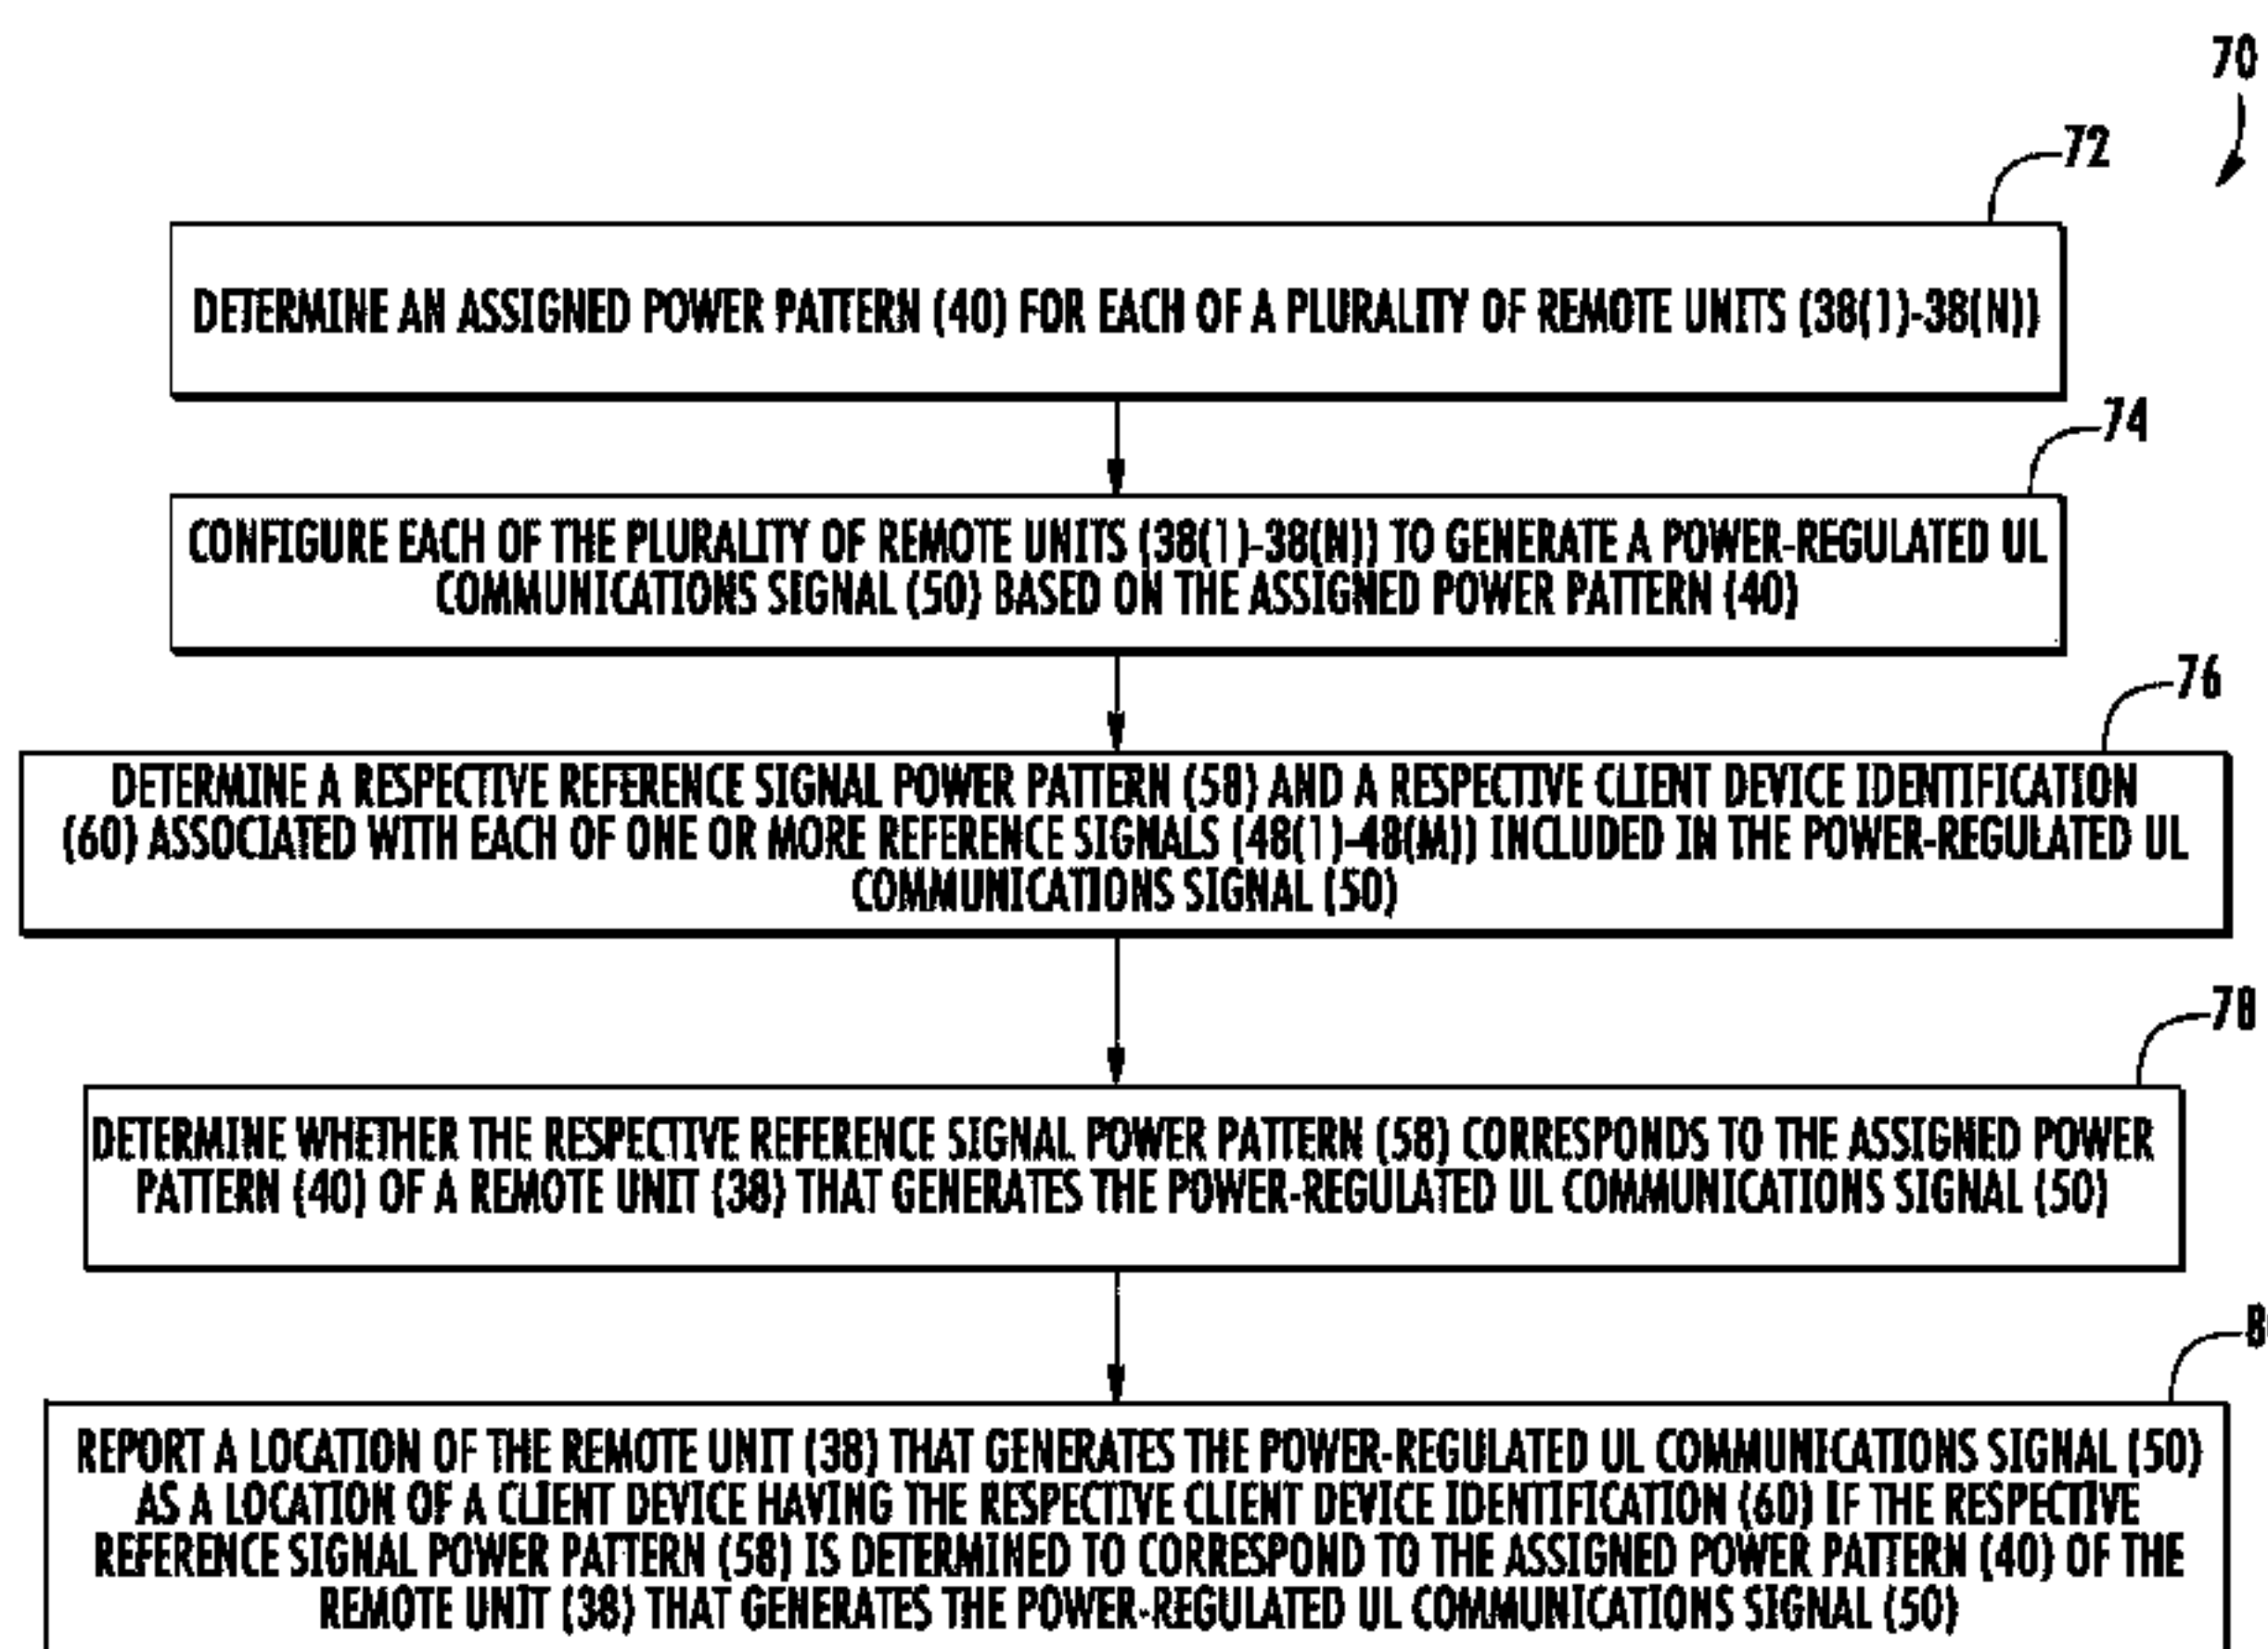 70
72
DETERMINE AN ASSIGNED POWER PATTERN (40) FOR EACH OF A PLURALITY OF REMOTE UNITS (38(1)-38(N))
74
CONFIGURE EACH OF THE PLURALITY OF REMOTE UNITS (38(1)-38(N)) TO GENERATE A POWER-REGULATED UL
COMMUNICATIONS SIGNAL (50) BASED ON THE ASSIGNED POWER PATTERN (40)
76
DETERMINE A RESPECTIVE REFERENCE SIGNAL POWER PATTERN (58) AND A RESPECTIVE CLIENT DEVICE IDENTIFICATION
(60) ASSOCIATED WITH EACH OF ONE OR MORE REFERENCE SIGNALS (48(1)-48(M)) INCLUDED IN THE POWER-REGULATED UL
COMMUNICATIONS SIGNAL (50)
78
DETERMINE WHETHER THE RESPECTIVE REFERENCE SIGNAL POWER PATTERN (58) CORRESPONDS TO THE ASSIGNED POWER
PATTERN (40) OF A REMOTE UNIT (38) THAT GENERATES THE POWER-REGULATED UL COMMUNICATIONS SIGNAL (50)
REPORT A LOCATION OF THE REMOTE UNIT (38) THAT GENERATES THE POWER-REGULATED UL COMMUNICATIONS SIGNAL (50)
AS A LOCATION OF A CLIENT DEVICE HAVING THE RESPECTIVE CLIENT DEVICE IDENTIFICATION (60) IF THE RESPECTIVE
REFERENCE SIGNAL POWER PATTERN (58) IS DETERMINED TO CORRESPOND TO THE ASSIGNED POWER PATTERN (40) OF THE
REMOTE UNIT (38) THAT GENERATES THE POWER-REGULATED UL COMMUNICATIONS SIGNAL (50)